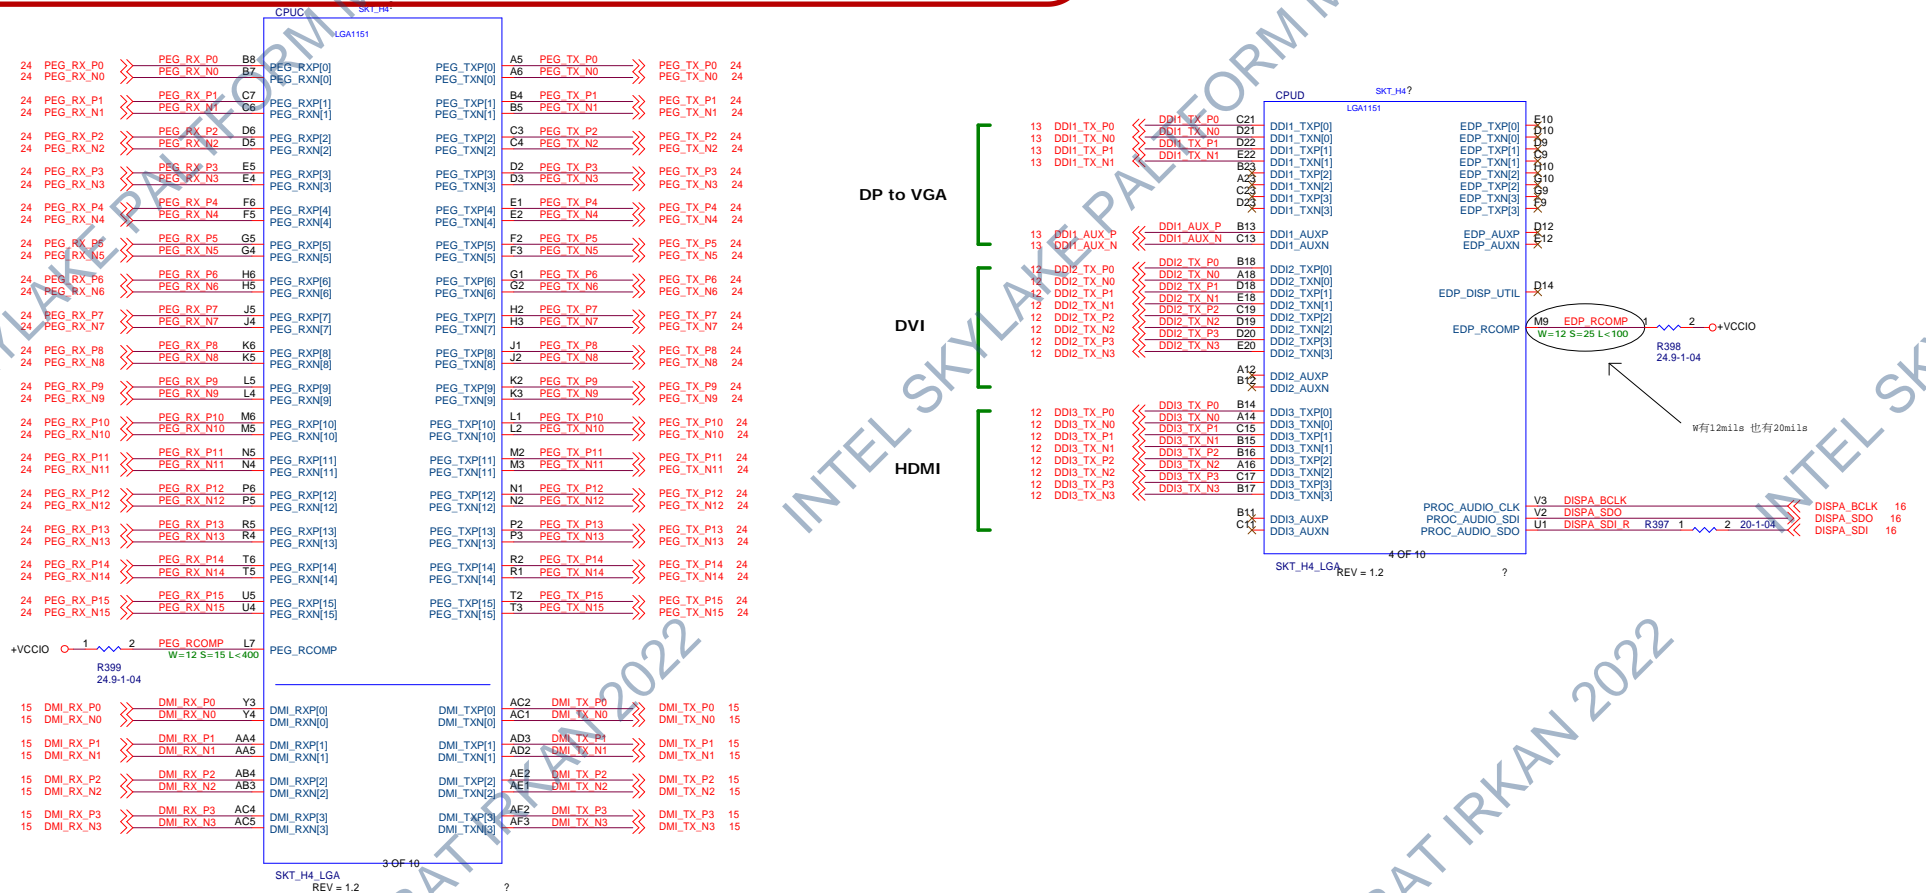 CPUC
SKT_H4?
LGA1151
24 PEG_RX_P0 PEG_RX_P0 B8 PEG_RXP[0] PEG_TXP[0] A5 PEG_TX_P0 PEG_TX_P0 24
24 PEG_RX_N0 PEG_RX_N0 B7 PEG_RXN[0] PEG_TXN[0] A6 PEG_TX_N0 PEG_TX_N0 24
24 PEG_RX_P1 PEG_RX_P1 C7 PEG_RXP[1] PEG_TXP[1] B4 PEG_TX_P1 PEG_TX_P1 24
24 PEG_RX_N1 PEG_RX_N1 C6 PEG_RXN[1] PEG_TXN[1] B5 PEG_TX_N1 PEG_TX_N1 24
24 PEG_RX_P2 PEG_RX_P2 D6 PEG_RXP[2] PEG_TXP[2] C3 PEG_TX_P2 PEG_TX_P2 24
24 PEG_RX_N2 PEG_RX_N2 D5 PEG_RXN[2] PEG_TXN[2] C4 PEG_TX_N2 PEG_TX_N2 24
24 PEG_RX_P3 PEG_RX_P3 E5 PEG_RXP[3] PEG_TXP[3] D2 PEG_TX_P3 PEG_TX_P3 24
24 PEG_RX_N3 PEG_RX_N3 E4 PEG_RXN[3] PEG_TXN[3] D3 PEG_TX_N3 PEG_TX_N3 24
24 PEG_RX_P4 PEG_RX_P4 F6 PEG_RXP[4] PEG_TXP[4] E1 PEG_TX_P4 PEG_TX_P4 24
24 PEG_RX_N4 PEG_RX_N4 F5 PEG_RXN[4] PEG_TXN[4] E2 PEG_TX_N4 PEG_TX_N4 24
24 PEG_RX_P5 PEG_RX_P5 G5 PEG_RXP[5] PEG_TXP[5] F2 PEG_TX_P5 PEG_TX_P5 24
24 PEG_RX_N5 PEG_RX_N5 G4 PEG_RXN[5] PEG_TXN[5] F3 PEG_TX_N5 PEG_TX_N5 24
24 PEG_RX_P6 PEG_RX_P6 H6 PEG_RXP[6] PEG_TXP[6] G1 PEG_TX_P6 PEG_TX_P6 24
24 PEG_RX_N6 PEG_RX_N6 H5 PEG_RXN[6] PEG_TXN[6] G2 PEG_TX_N6 PEG_TX_N6 24
24 PEG_RX_P7 PEG_RX_P7 J5 PEG_RXP[7] PEG_TXP[7] H2 PEG_TX_P7 PEG_TX_P7 24
24 PEG_RX_N7 PEG_RX_N7 J4 PEG_RXN[7] PEG_TXN[7] H3 PEG_TX_N7 PEG_TX_N7 24
24 PEG_RX_P8 PEG_RX_P8 K6 PEG_RXP[8] PEG_TXP[8] J1 PEG_TX_P8 PEG_TX_P8 24
24 PEG_RX_N8 PEG_RX_N8 K5 PEG_RXN[8] PEG_TXN[8] J2 PEG_TX_N8 PEG_TX_N8 24
24 PEG_RX_P9 PEG_RX_P9 L5 PEG_RXP[9] PEG_TXP[9] K2 PEG_TX_P9 PEG_TX_P9 24
24 PEG_RX_N9 PEG_RX_N9 L4 PEG_RXN[9] PEG_TXN[9] K3 PEG_TX_N9 PEG_TX_N9 24
24 PEG_RX_P10 PEG_RX_P10 M6 PEG_RXP[10] PEG_TXP[10] L1 PEG_TX_P10 PEG_TX_P10 24
24 PEG_RX_N10 PEG_RX_N10 M5 PEG_RXN[10] PEG_TXN[10] L2 PEG_TX_N10 PEG_TX_N10 24
24 PEG_RX_P11 PEG_RX_P11 N5 PEG_RXP[11] PEG_TXP[11] M2 PEG_TX_P11 PEG_TX_P11 24
24 PEG_RX_N11 PEG_RX_N11 N4 PEG_RXN[11] PEG_TXN[11] M3 PEG_TX_N11 PEG_TX_N11 24
24 PEG_RX_P12 PEG_RX_P12 P6 PEG_RXP[12] PEG_TXP[12] N1 PEG_TX_P12 PEG_TX_P12 24
24 PEG_RX_N12 PEG_RX_N12 P5 PEG_RXN[12] PEG_TXN[12] N2 PEG_TX_N12 PEG_TX_N12 24
24 PEG_RX_P13 PEG_RX_P13 R5 PEG_RXP[13] PEG_TXP[13] P2 PEG_TX_P13 PEG_TX_P13 24
24 PEG_RX_N13 PEG_RX_N13 R4 PEG_RXN[13] PEG_TXN[13] P3 PEG_TX_N13 PEG_TX_N13 24
24 PEG_RX_P14 PEG_RX_P14 T6 PEG_RXP[14] PEG_TXP[14] R2 PEG_TX_P14 PEG_TX_P14 24
24 PEG_RX_N14 PEG_RX_N14 T5 PEG_RXN[14] PEG_TXN[14] R1 PEG_TX_N14 PEG_TX_N14 24
24 PEG_RX_P15 PEG_RX_P15 U5 PEG_RXP[15] PEG_TXP[15] T2 PEG_TX_P15 PEG_TX_P15 24
24 PEG_RX_N15 PEG_RX_N15 U4 PEG_RXN[15] PEG_TXN[15] T3 PEG_TX_N15 PEG_TX_N15 24
+VCCIO 1 2 PEG_RCOMP L7 PEG_RCOMP
W=12 S=15 L<400
R399
24.9-1-04
15 DMI_RX_P0 DMI_RX_P0 Y3 DMI_RXP[0] DMI_TXP[0] AC2 DMI_TX_P0 DMI_TX_P0 15
15 DMI_RX_N0 DMI_RX_N0 Y4 DMI_RXN[0] DMI_TXN[0] AC1 DMI_TX_N0 DMI_TX_N0 15
15 DMI_RX_P1 DMI_RX_P1 AA4 DMI_RXP[1] DMI_TXP[1] AD3 DMI_TX_P1 DMI_TX_P1 15
15 DMI_RX_N1 DMI_RX_N1 AA5 DMI_RXN[1] DMI_TXN[1] AD2 DMI_TX_N1 DMI_TX_N1 15
15 DMI_RX_P2 DMI_RX_P2 AB4 DMI_RXP[2] DMI_TXP[2] AE2 DMI_TX_P2 DMI_TX_P2 15
15 DMI_RX_N2 DMI_RX_N2 AB3 DMI_RXN[2] DMI_TXN[2] AE1 DMI_TX_N2 DMI_TX_N2 15
15 DMI_RX_P3 DMI_RX_P3 AC4 DMI_RXP[3] DMI_TXP[3] AF2 DMI_TX_P3 DMI_TX_P3 15
15 DMI_RX_N3 DMI_RX_N3 AC5 DMI_RXN[3] DMI_TXN[3] AF3 DMI_TX_N3 DMI_TX_N3 15
3 OF 10
SKT_H4_LGA
REV = 1.2 ?
CPUD
SKT_H4?
LGA1151
DP to VGA
13 DDI1_TX_P0 DDI1_TX_P0 C21 DDI1_TXP[0] EDP_TXP[0] E10
13 DDI1_TX_N0 DDI1_TX_N0 D21 DDI1_TXN[0] EDP_TXN[0] D10
13 DDI1_TX_P1 DDI1_TX_P1 D22 DDI1_TXP[1] EDP_TXP[1] D9
13 DDI1_TX_N1 DDI1_TX_N1 E22 DDI1_TXN[1] EDP_TXN[1] C9
B23 DDI1_TXP[2] EDP_TXN[2] H10
A23 DDI1_TXN[2] EDP_TXP[2] G10
C23 DDI1_TXP[3] EDP_TXN[3] G9
D23 DDI1_TXN[3] EDP_TXP[3] F9
13 DDI1_AUX_P DDI1_AUX_P B13 DDI1_AUXP EDP_AUXP D12
13 DDI1_AUX_N DDI1_AUX_N C13 DDI1_AUXN EDP_AUXN E12
DVI
12 DDI2_TX_P0 DDI2_TX_P0 B18 DDI2_TXP[0]
12 DDI2_TX_N0 DDI2_TX_N0 A18 DDI2_TXN[0]
12 DDI2_TX_P1 DDI2_TX_P1 D18 DDI2_TXP[1] EDP_DISP_UTIL D14
12 DDI2_TX_N1 DDI2_TX_N1 E18 DDI2_TXN[1]
12 DDI2_TX_P2 DDI2_TX_P2 C19 DDI2_TXP[2]
12 DDI2_TX_N2 DDI2_TX_N2 D19 DDI2_TXN[2] EDP_RCOMP M9 EDP_RCOMP 1 2 +VCCIO
12 DDI2_TX_P3 DDI2_TX_P3 D20 DDI2_TXP[3] W=12 S=25 L<100
12 DDI2_TX_N3 DDI2_TX_N3 E20 DDI2_TXN[3] R398
24.9-1-04
A12 DDI2_AUXP
B12 DDI2_AUXN
HDMI
12 DDI3_TX_P0 DDI3_TX_P0 B14 DDI3_TXP[0]
12 DDI3_TX_N0 DDI3_TX_N0 A14 DDI3_TXN[0]
12 DDI3_TX_P1 DDI3_TX_P1 C15 DDI3_TXP[1] W有12mils 也有20mils
12 DDI3_TX_N1 DDI3_TX_N1 B15 DDI3_TXN[1]
12 DDI3_TX_P2 DDI3_TX_P2 B16 DDI3_TXP[2]
12 DDI3_TX_N2 DDI3_TX_N2 A16 DDI3_TXN[2]
12 DDI3_TX_P3 DDI3_TX_P3 C17 DDI3_TXP[3]
12 DDI3_TX_N3 DDI3_TX_N3 B17 DDI3_TXN[3]
PROC_AUDIO_CLK V3 DISPA_BCLK DISPA_BCLK 16
B11 DDI3_AUXP PROC_AUDIO_SDI V2 DISPA_SDO DISPA_SDO 16
C11 DDI3_AUXN PROC_AUDIO_SDO U1 DISPA_SDI_R R397 1 2 20-1-04 DISPA_SDI 16
4 OF 10
SKT_H4_LGA
REV = 1.2 ?
SKYLAKE PALTFORM
INTEL SKYLAKE PALTFORM M
INTEL SK
BAT IRKAN 2022
BAT IRKAN 2022